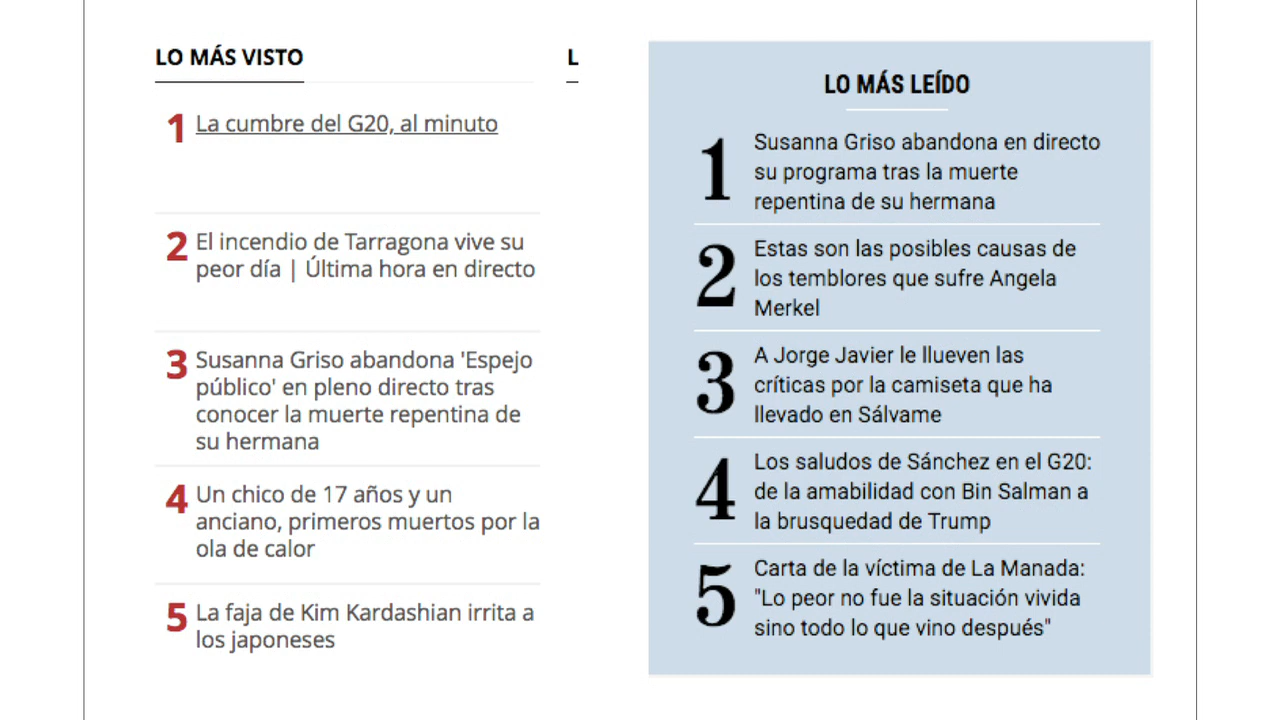 LO MÁS VISTO
L
1 La cumbre del G20, al minuto
2 El incendio de Tarragona vive su
peor día | Última hora en directo
3 Susanna Griso abandona 'Espejo
público' en pleno directo tras
conocer la muerte repentina de
su hermana
4 Un chico de 17 años y un
anciano, primeros muertos por la
ola de calor
5 La faja de Kim Kardashian irrita a
los japoneses
LO MÁS LEÍDO
1 Susanna Griso abandona en directo
su programa tras la muerte
repentina de su hermana
2 Estas son las posibles causas de
los temblores que sufre Angela
Merkel
3 A Jorge Javier le llueven las
críticas por la camiseta que ha
llevado en Sálvame
4 Los saludos de Sánchez en el G20:
de la amabilidad con Bin Salman a
la brusquedad de Trump
5 Carta de la víctima de La Manada:
"Lo peor no fue la situación vivida
sino todo lo que vino después"